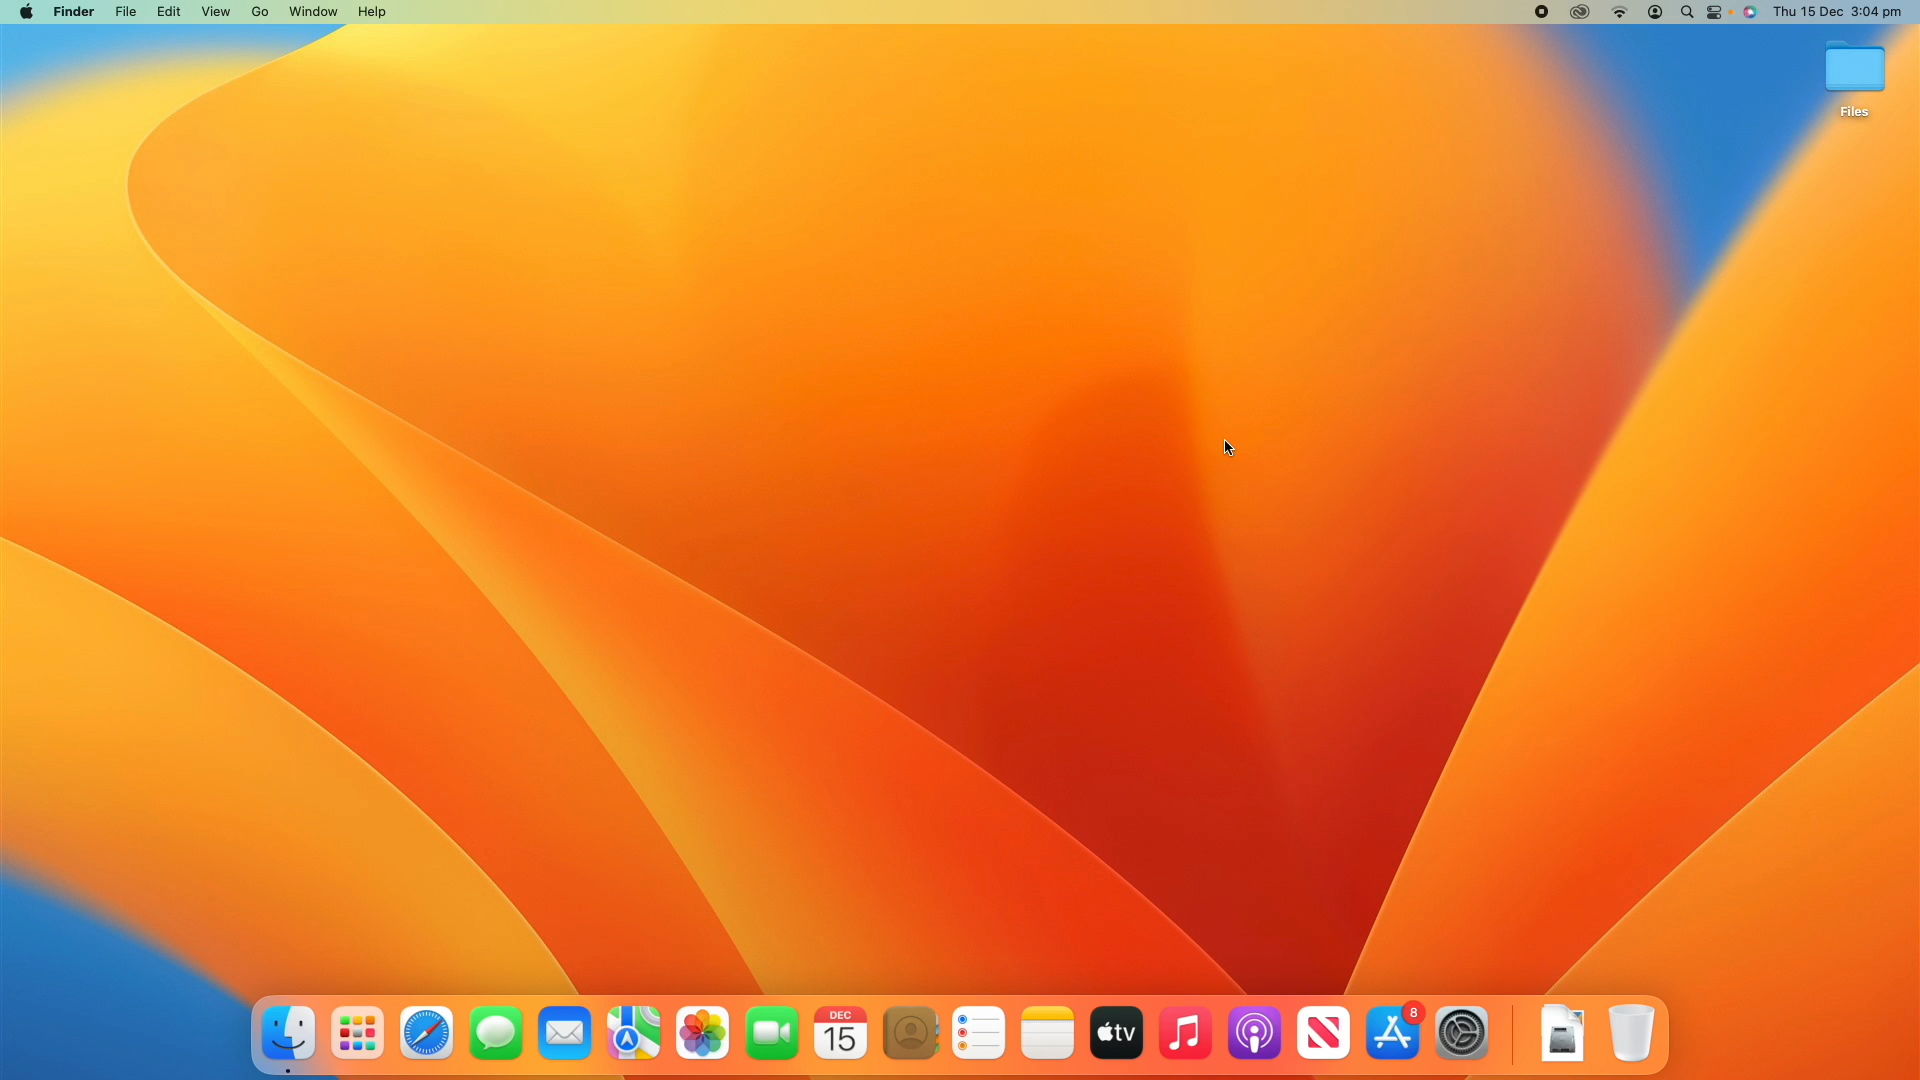 Finder File Edit View Go Window Help Thu 15 Dec 3:04 pm
Files
DEC
15
tv
8